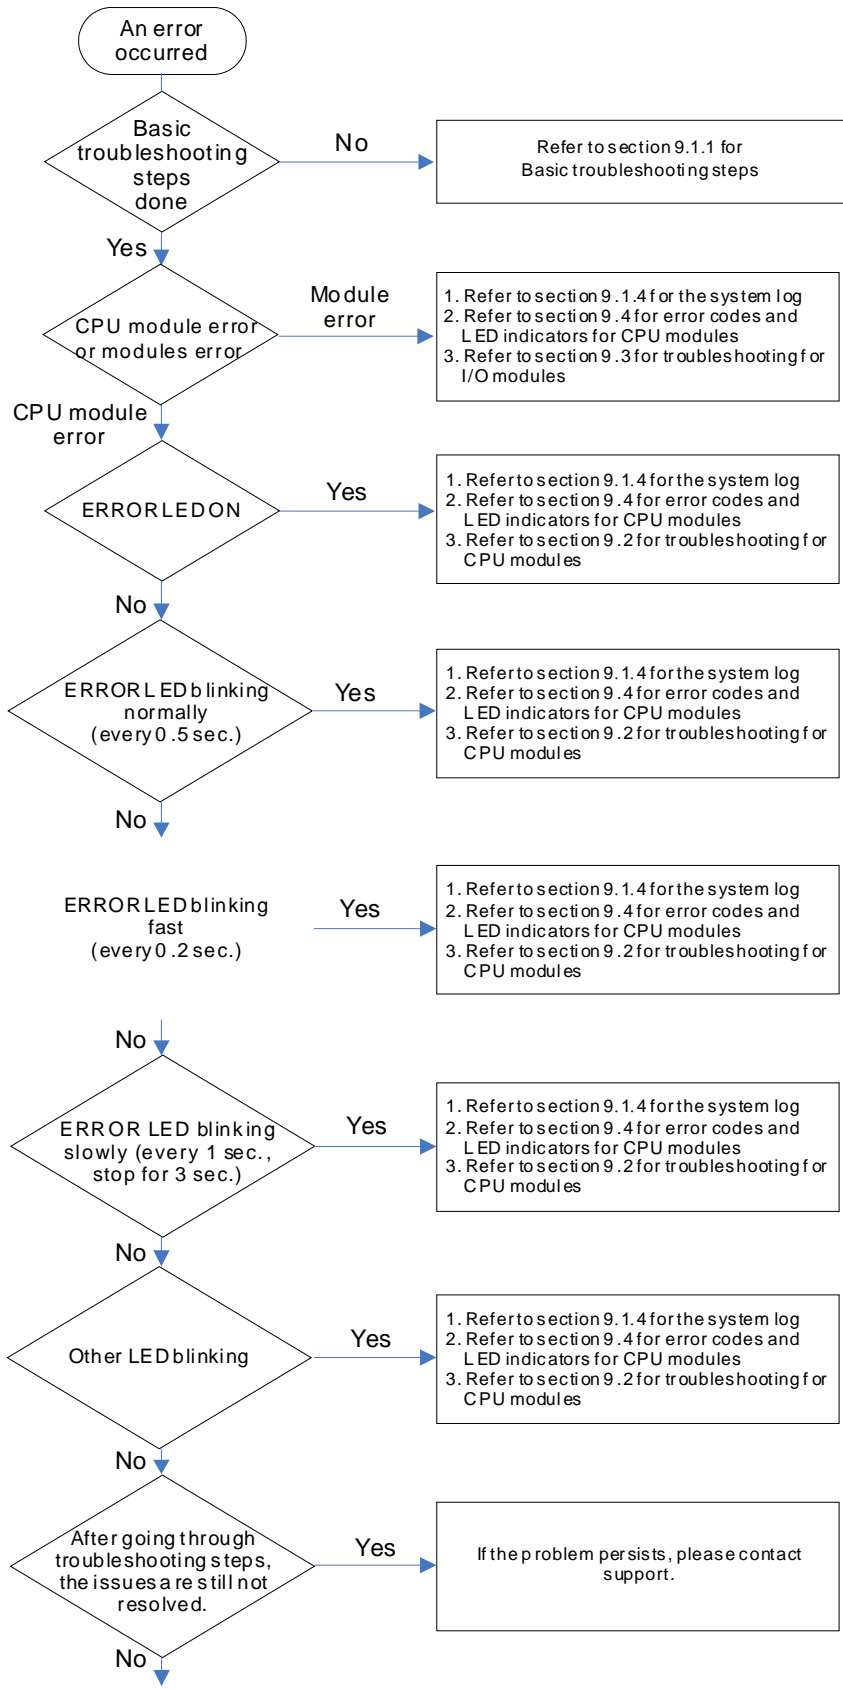 An error
occurred
Basic
troubleshooting
steps
done
No
Refer to section 9.1.1 for
Basic troubleshooting steps
Yes
CPU module error
or modules error
Module
error
1. Refer to section 9.1.4 for the system log
2. Refer to section 9.4 for error codes and
LED indicators for CPU modules
3. Refer to section 9.3 for troubleshooting for
I/O modules
CPU module
error
ERROR LED ON
Yes
1. Refer to section 9.1.4 for the system log
2. Refer to section 9.4 for error codes and
LED indicators for CPU modules
3. Refer to section 9.2 for troubleshooting for
CPU modules
No
ERROR LED blinking
normally
(every 0.5 sec.)
Yes
1. Refer to section 9.1.4 for the system log
2. Refer to section 9.4 for error codes and
LED indicators for CPU modules
3. Refer to section 9.2 for troubleshooting for
CPU modules
No
ERROR LED blinking
fast
(every 0.2 sec.)
Yes
1. Refer to section 9.1.4 for the system log
2. Refer to section 9.4 for error codes and
LED indicators for CPU modules
3. Refer to section 9.2 for troubleshooting for
CPU modules
No
ERROR LED blinking
slowly (every 1 sec.,
stop for 3 sec.)
Yes
1. Refer to section 9.1.4 for the system log
2. Refer to section 9.4 for error codes and
LED indicators for CPU modules
3. Refer to section 9.2 for troubleshooting for
CPU modules
No
Other LED blinking
Yes
1. Refer to section 9.1.4 for the system log
2. Refer to section 9.4 for error codes and
LED indicators for CPU modules
3. Refer to section 9.2 for troubleshooting for
CPU modules
No
After going through
troubleshooting steps,
the issues are still not
resolved.
Yes
If the problem persists, please contact
support.
No